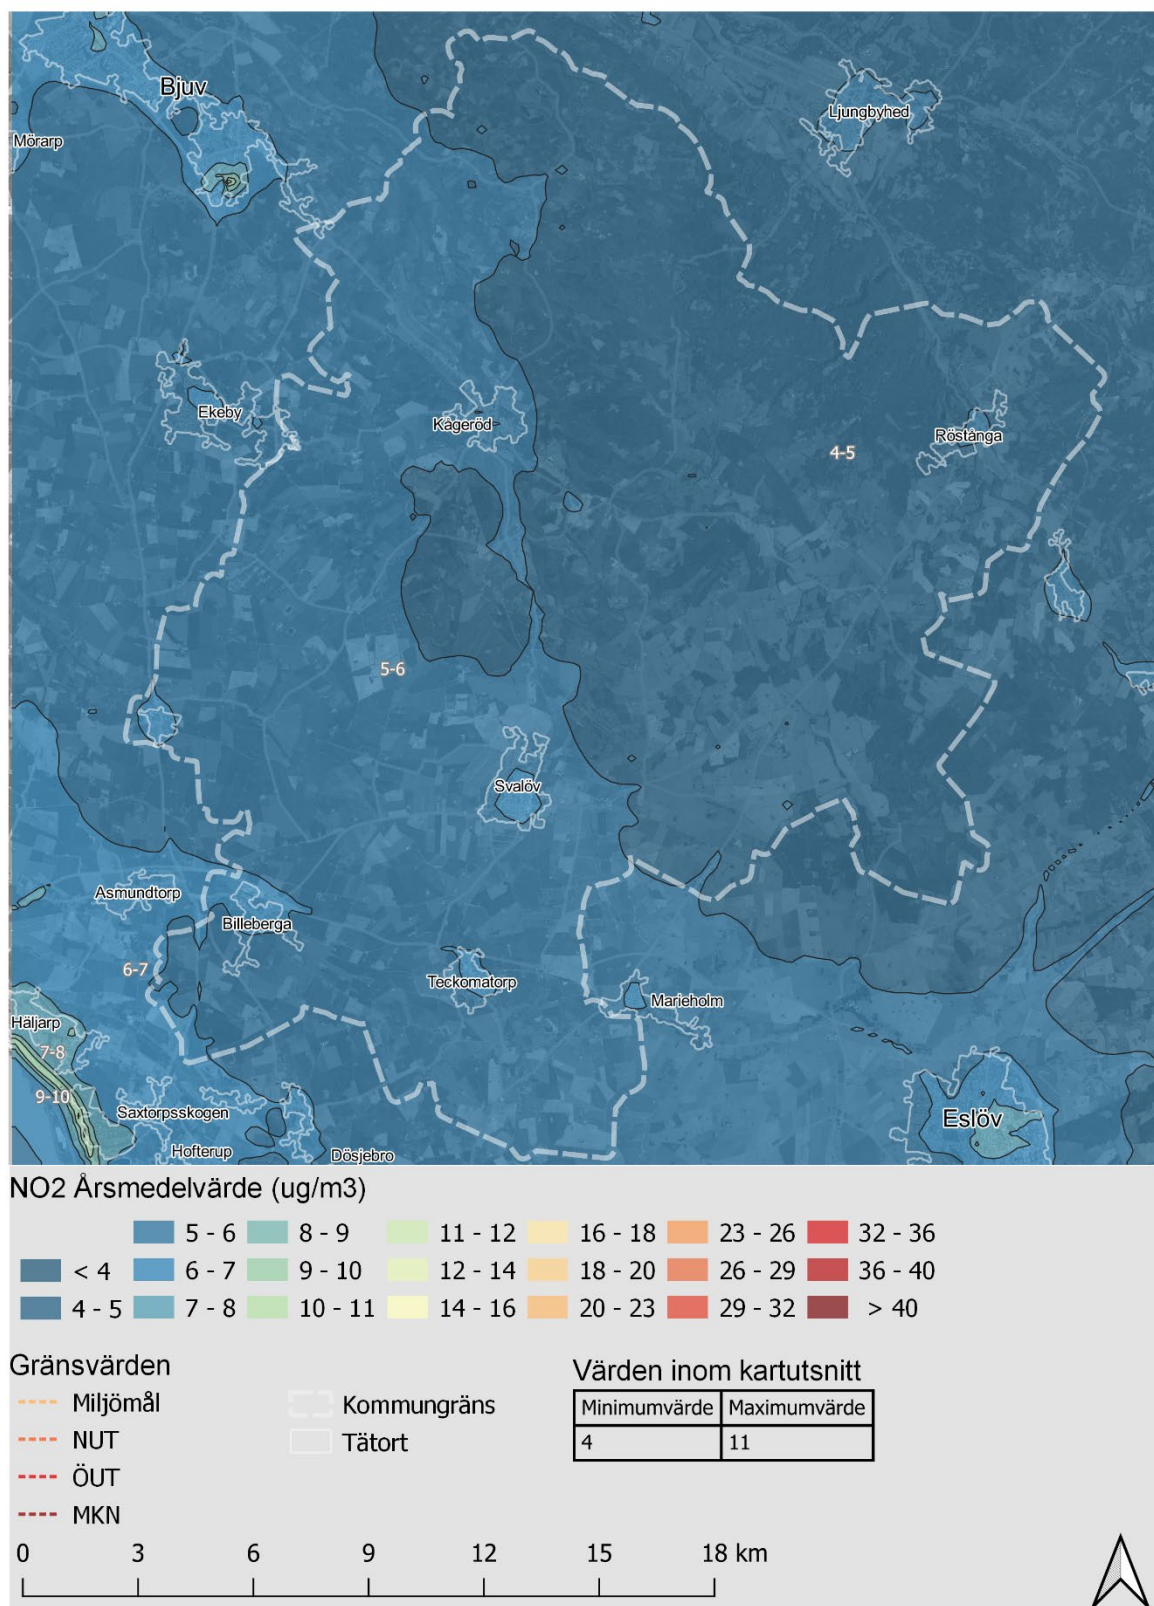 Bjuv
Ljungbyhed
Mörarp
Ekeby
Kågeröd
Röstånga
4-5
5-6
Svalöv
Asmundtorp
Billeberga
6-7
Teckomatorp
Marieholm
Häljarp
7-8
9-10
Saxtorpsskogen
Eslöv
Hofterup
Dösjebro
NO2 Årsmedelvärde (ug/m3)
5 - 6 8 - 9 11 - 12 16 - 18 23 - 26 32 - 36
< 4 6 - 7 9 - 10 12 - 14 18 - 20 26 - 29 36 - 40
4 - 5 7 - 8 10 - 11 14 - 16 20 - 23 29 - 32 > 40
Gränsvärden
Miljömål
NUT
ÖUT
MKN
Kommungräns
Tätort
Värden inom kartutsnitt
Minimumvärde Maximumvärde
4 11
0 3 6 9 12 15 18 km